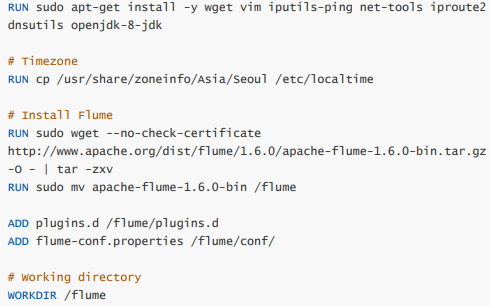 RUN sudo apt-get install -y wget vim iputils-ping net-tools iproute2
dnsutils openjdk-8-jdk
# Timezone
RUN cp /usr/share/zoneinfo/Asia/Seoul /etc/localtime
# Install Flume
RUN sudo wget --no-check-certificate
http://www.apache.org/dist/flume/1.6.0/apache-flume-1.6.0-bin.tar.gz
-O - | tar -zxv
RUN sudo mv apache-flume-1.6.0-bin /flume
ADD plugins.d /flume/plugins.d
ADD flume-conf.properties /flume/conf/
# Working directory
WORKDIR /flume